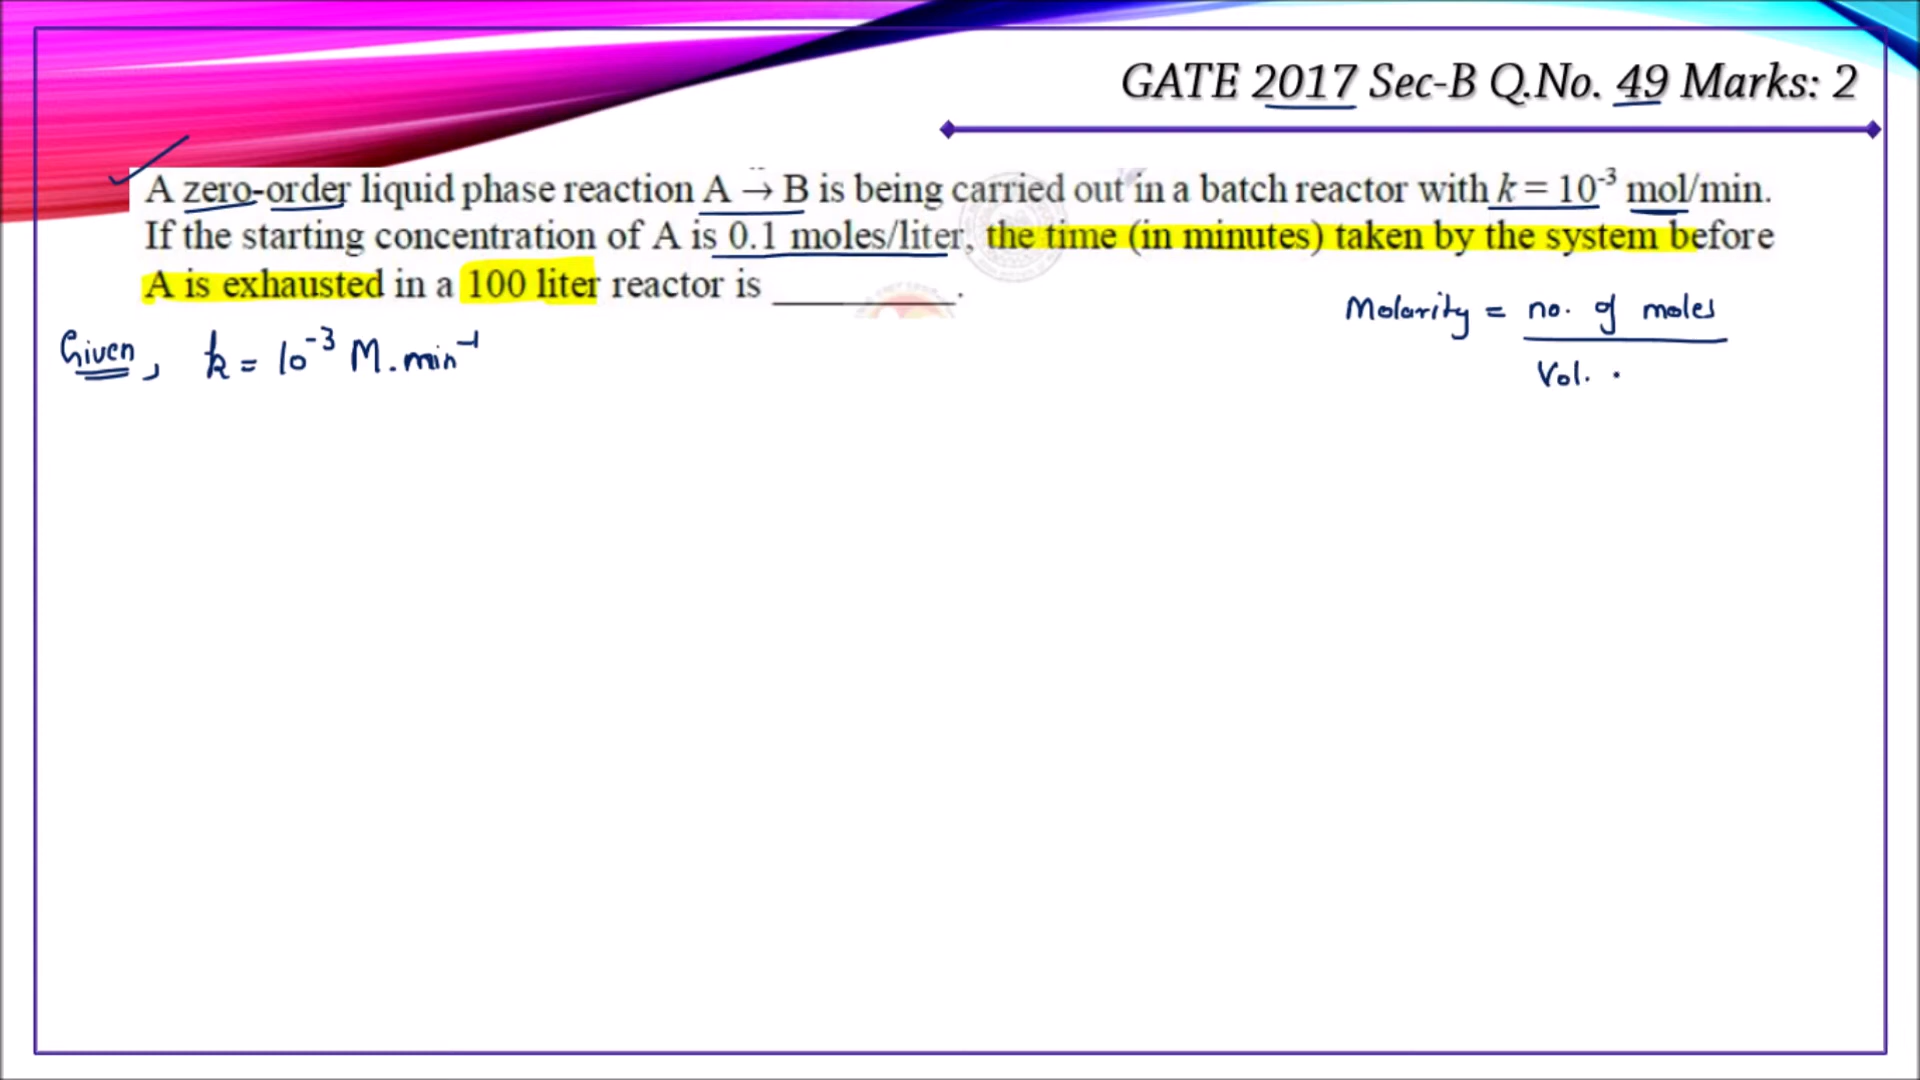 GATE 2017 Sec-B Q.No. 49 Marks: 2
A zero-order liquid phase reaction A → B is being carried out in a batch reactor with k = 10⁻³ mol/min.
If the starting concentration of A is 0.1 moles/liter, the time (in minutes) taken by the system before
A is exhausted in a 100 liter reactor is ____________.
Molarity = no. of moles
Vol.
Given, k = 10⁻³ M.min⁻¹